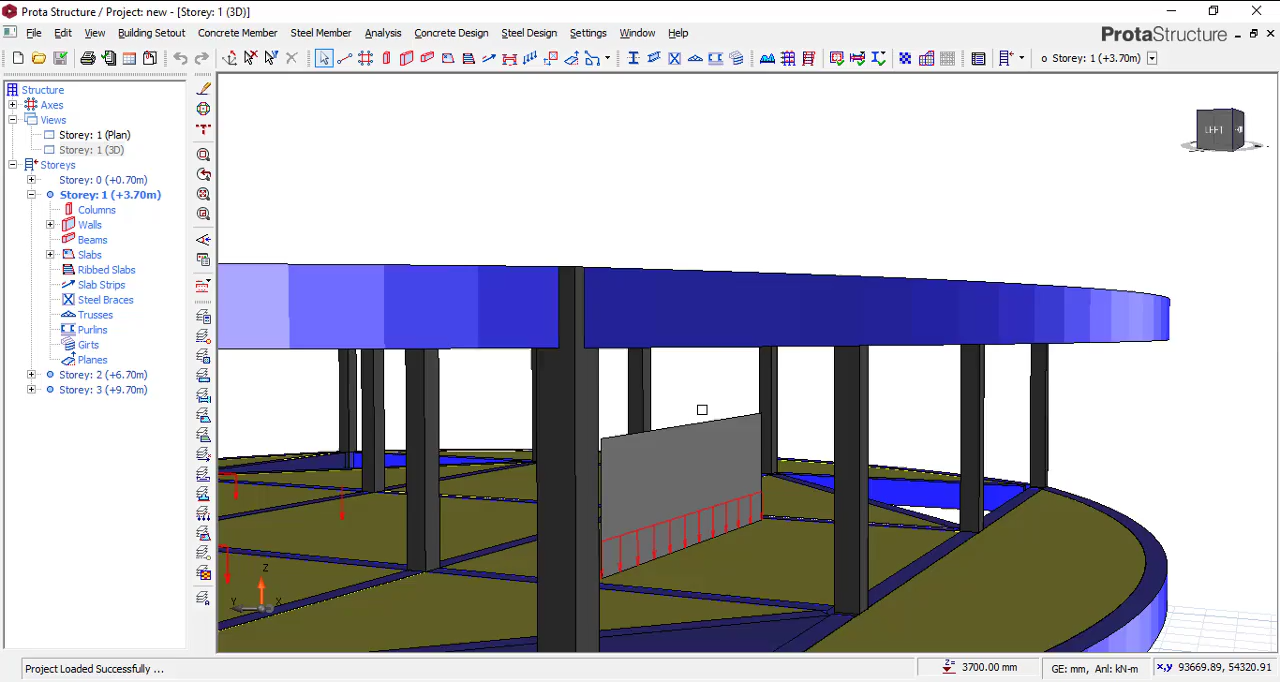 Prota Structure / Project: new - [Storey: 1 (3D)]
File Edit View Building Setout Concrete Member Steel Member Analysis Concrete Design Steel Design Settings Window Help
ProtaStructure
o Storey: 1 (+3.70m)
Structure
Axes
Views
Storey: 1 (Plan)
Storey: 1 (3D)
Storeys
Storey: 0 (+0.70m)
Storey: 1 (+3.70m)
Columns
Walls
Beams
Slabs
Ribbed Slabs
Slab Strips
Steel Braces
Trusses
Purlins
Girts
Planes
Storey: 2 (+6.70m)
Storey: 3 (+9.70m)
LEFT
Z
Y X
Project Loaded Successfully ...
Z= 3700.00 mm
GE: mm, Anl: kN-m
x,y 93669.89, 54320.91